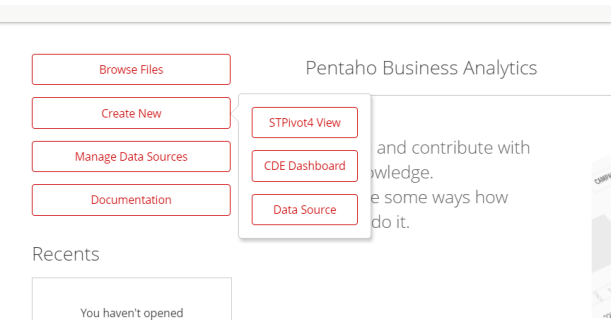 Browse Files
Create New
Manage Data Sources
Documentation
STPivot4 View
CDE Dashboard
Data Source
Pentaho Business Analytics
and contribute with
some ways how
do it.
Recents
You haven't opened